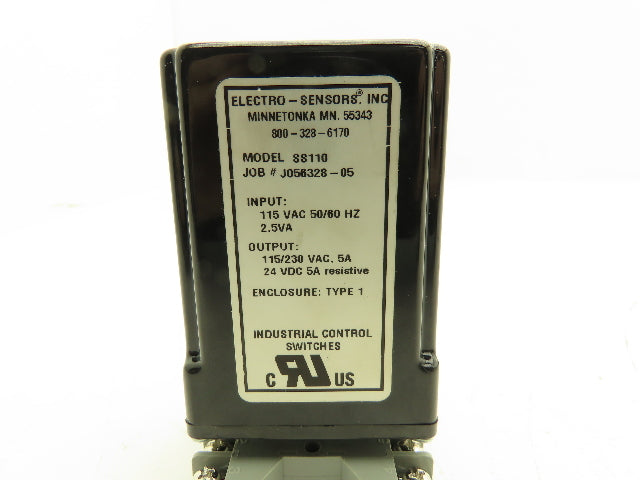 ELECTRO-SENSORS® INC
MINNETONKA MN. 55343
800-328-6170
MODEL SS110
JOB # J056328-05
INPUT:
115 VAC 50/60 HZ
2.5VA
OUTPUT:
115/230 VAC, 5A
24 VDC 5A resistive
ENCLOSURE: TYPE 1
INDUSTRIAL CONTROL
SWITCHES
C RU US